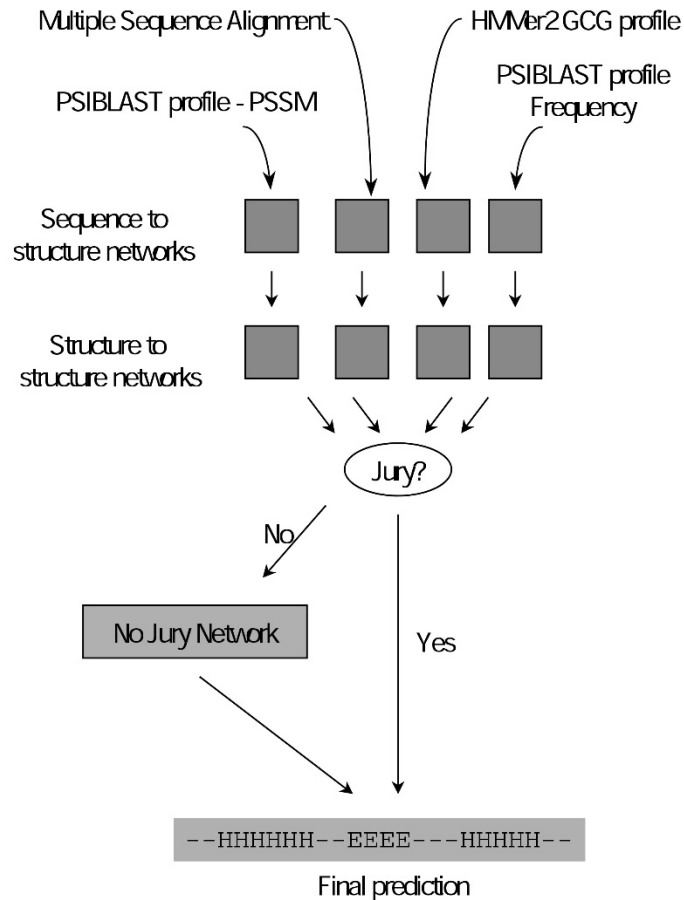 Multiple Sequence Alignment
HMMer2 GCG profile
PSIBLAST profile - PSSM
PSIBLAST profile
Frequency
Sequence to
structure networks
Structure to
structure networks
Jury?
No
No Jury Network
Yes
--HHHHHH--EEEE---HHHHH--
Final prediction